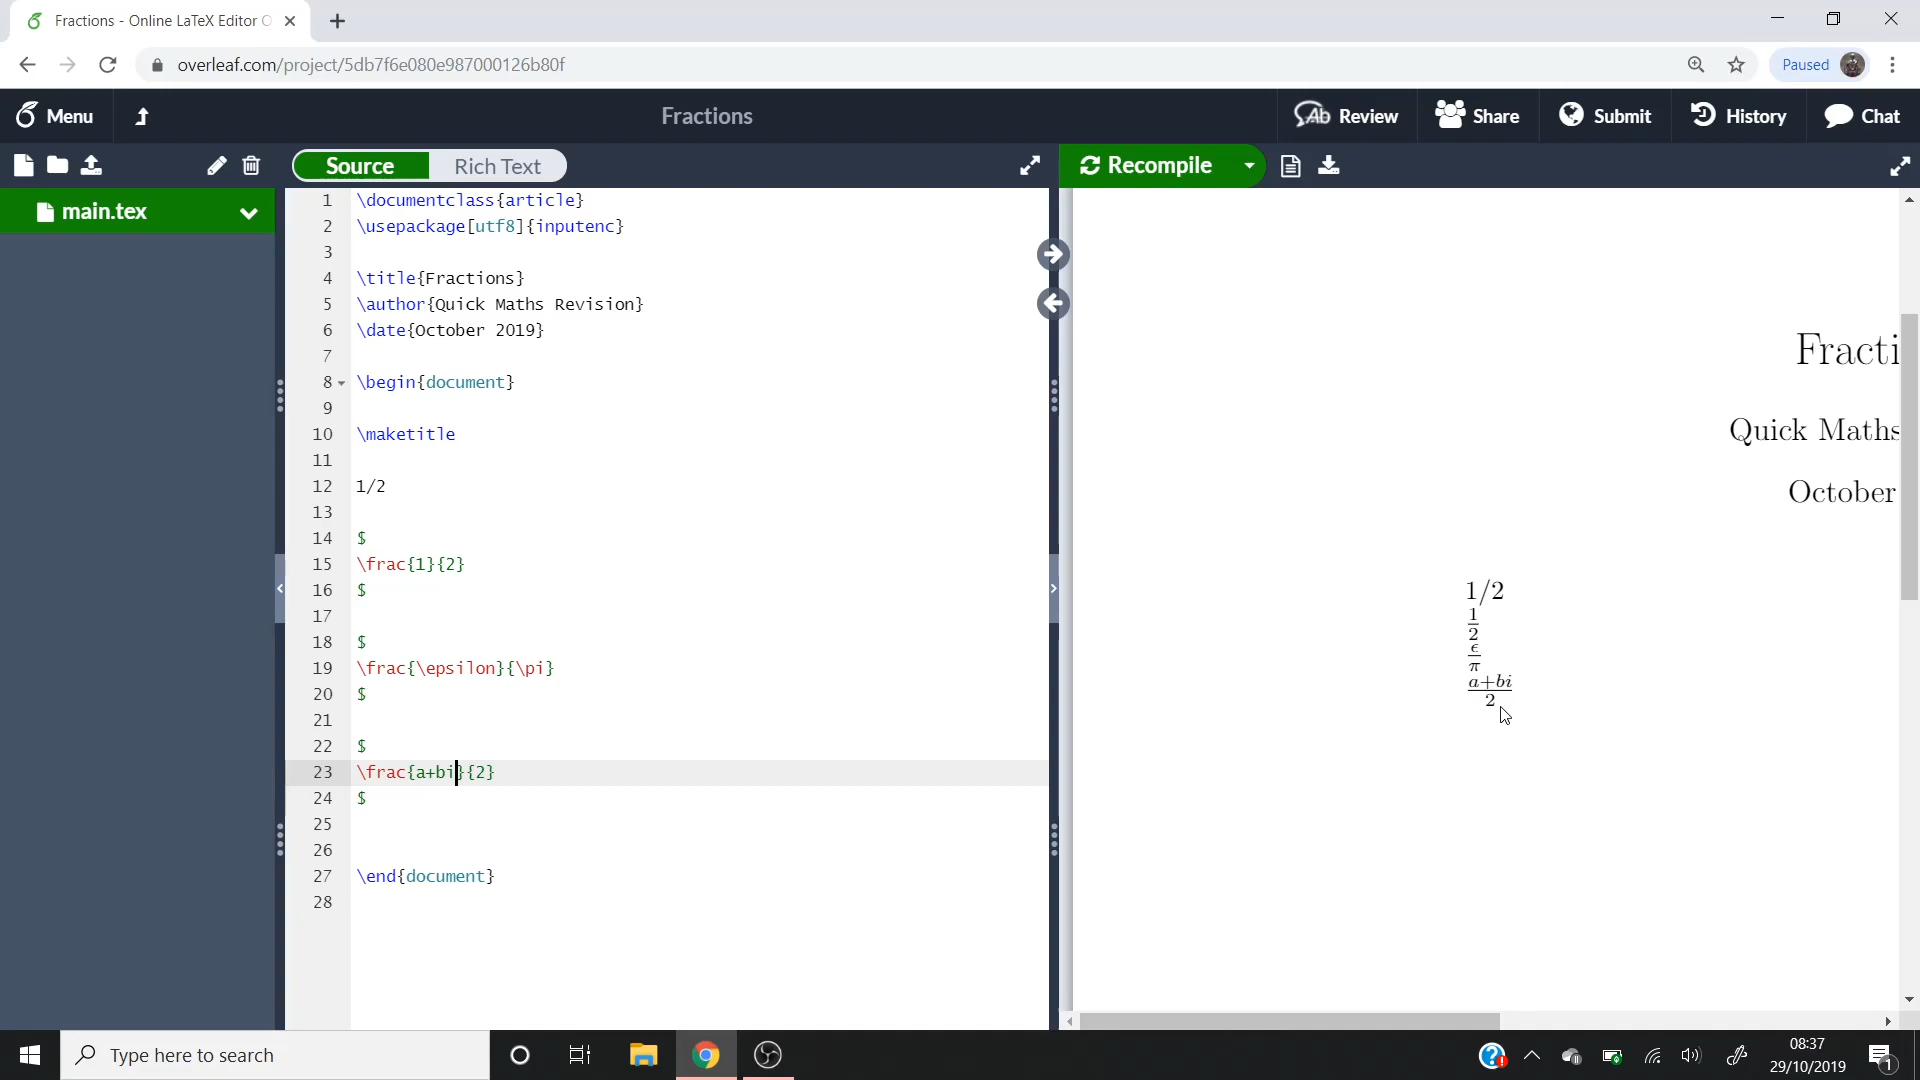 Fractions - Online LaTeX Editor O
overleaf.com/project/5db7f6e080e987000126b80f
Paused
Menu
Fractions
Review
Share
Submit
History
Chat
Source
Rich Text
Recompile
main.tex
1 \documentclass{article}
2 \usepackage[utf8]{inputenc}
3
4 \title{Fractions}
5 \author{Quick Maths Revision}
6 \date{October 2019}
7
8 \begin{document}
9
10 \maketitle
11
12 1/2
13
14 $
15 \frac{1}{2}
16 $
17
18 $
19 \frac{\epsilon}{\pi}
20 $
21
22 $
23 \frac{a+bi}{2}
24 $
25
26
27 \end{document}
28
Fracti
Quick Maths
October
1/2
1
2
ϵ
π
a+bi
2
Type here to search
08:37
29/10/2019
1